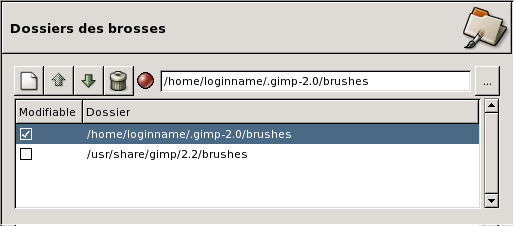 Dossiers des brosses
/home/loginname/.gimp-2.0/brushes
...
Modifiable Dossier
/home/loginname/.gimp-2.0/brushes
/usr/share/gimp/2.2/brushes